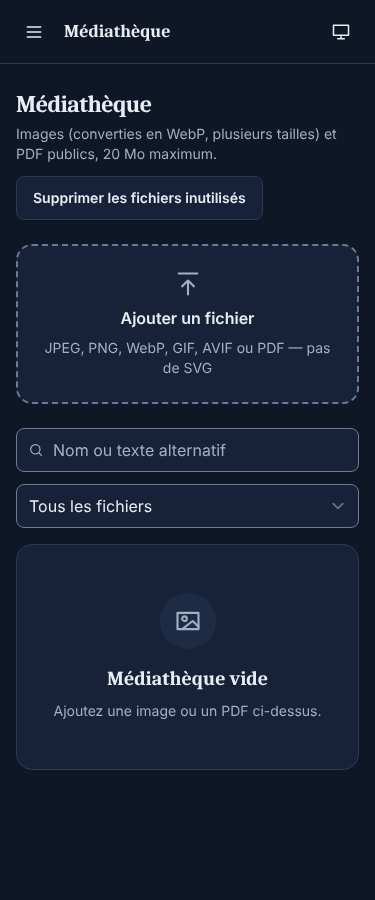 Médiathèque
Médiathèque
Images (converties en WebP, plusieurs tailles) et
PDF publics, 20 Mo maximum.
Supprimer les fichiers inutilisés
Ajouter un fichier
JPEG, PNG, WebP, GIF, AVIF ou PDF — pas
de SVG
Nom ou texte alternatif
Tous les fichiers
Médiathèque vide
Ajoutez une image ou un PDF ci-dessus.